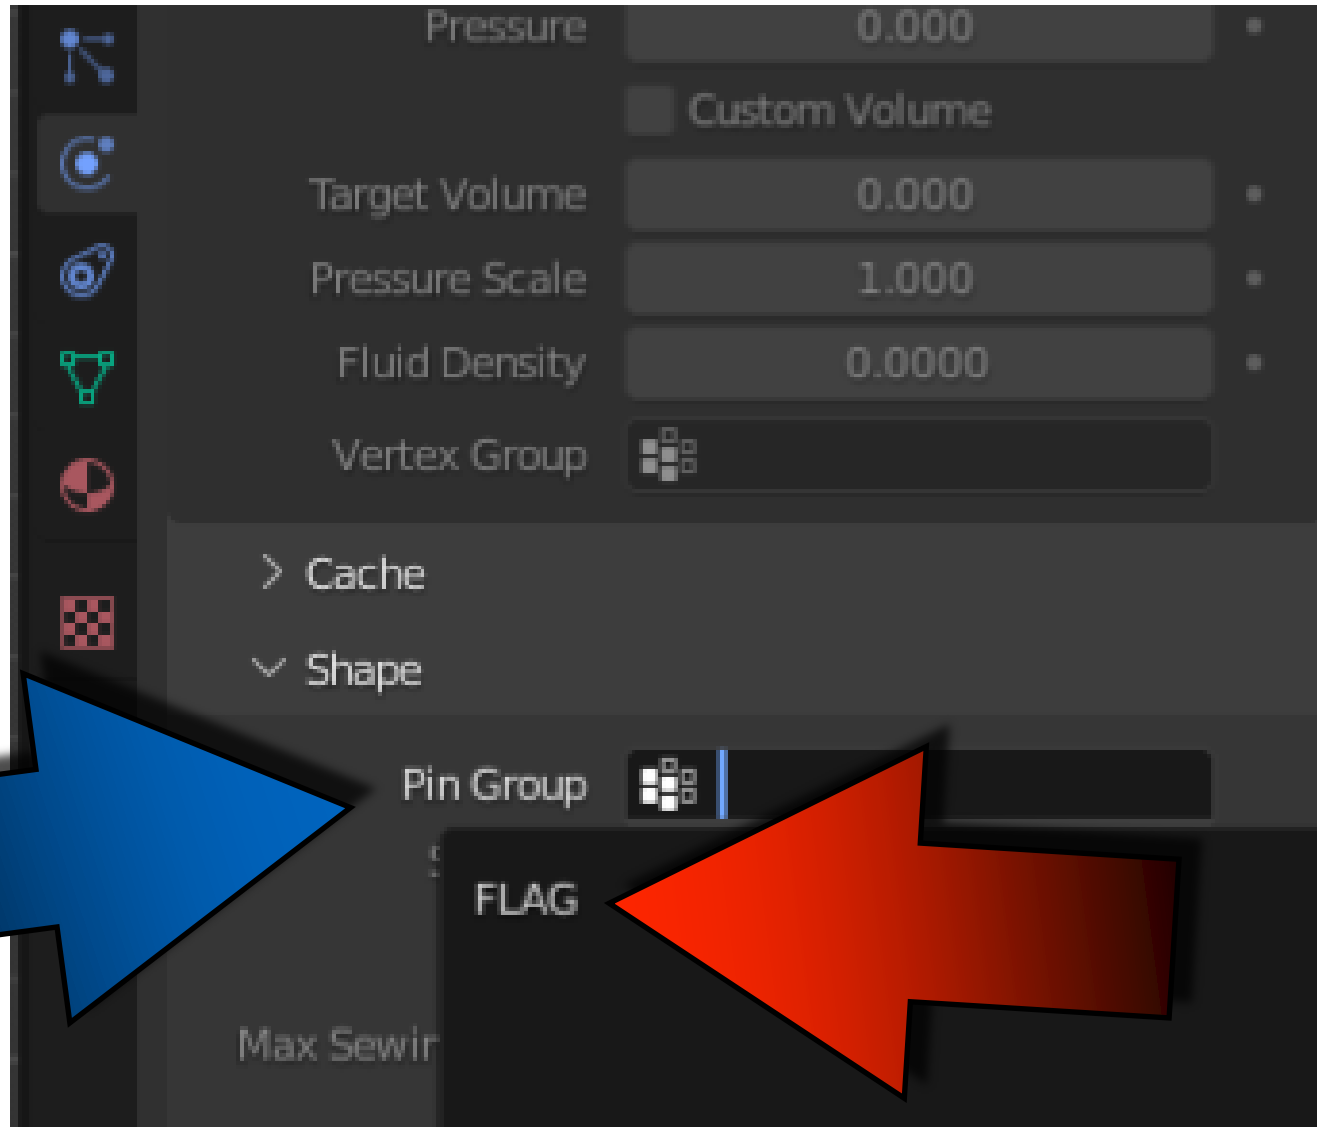 Pressure 0.000
Custom Volume
Target Volume 0.000
Pressure Scale 1.000
Fluid Density 0.0000
Vertex Group
Cache
Shape
Pin Group
FLAG
Max